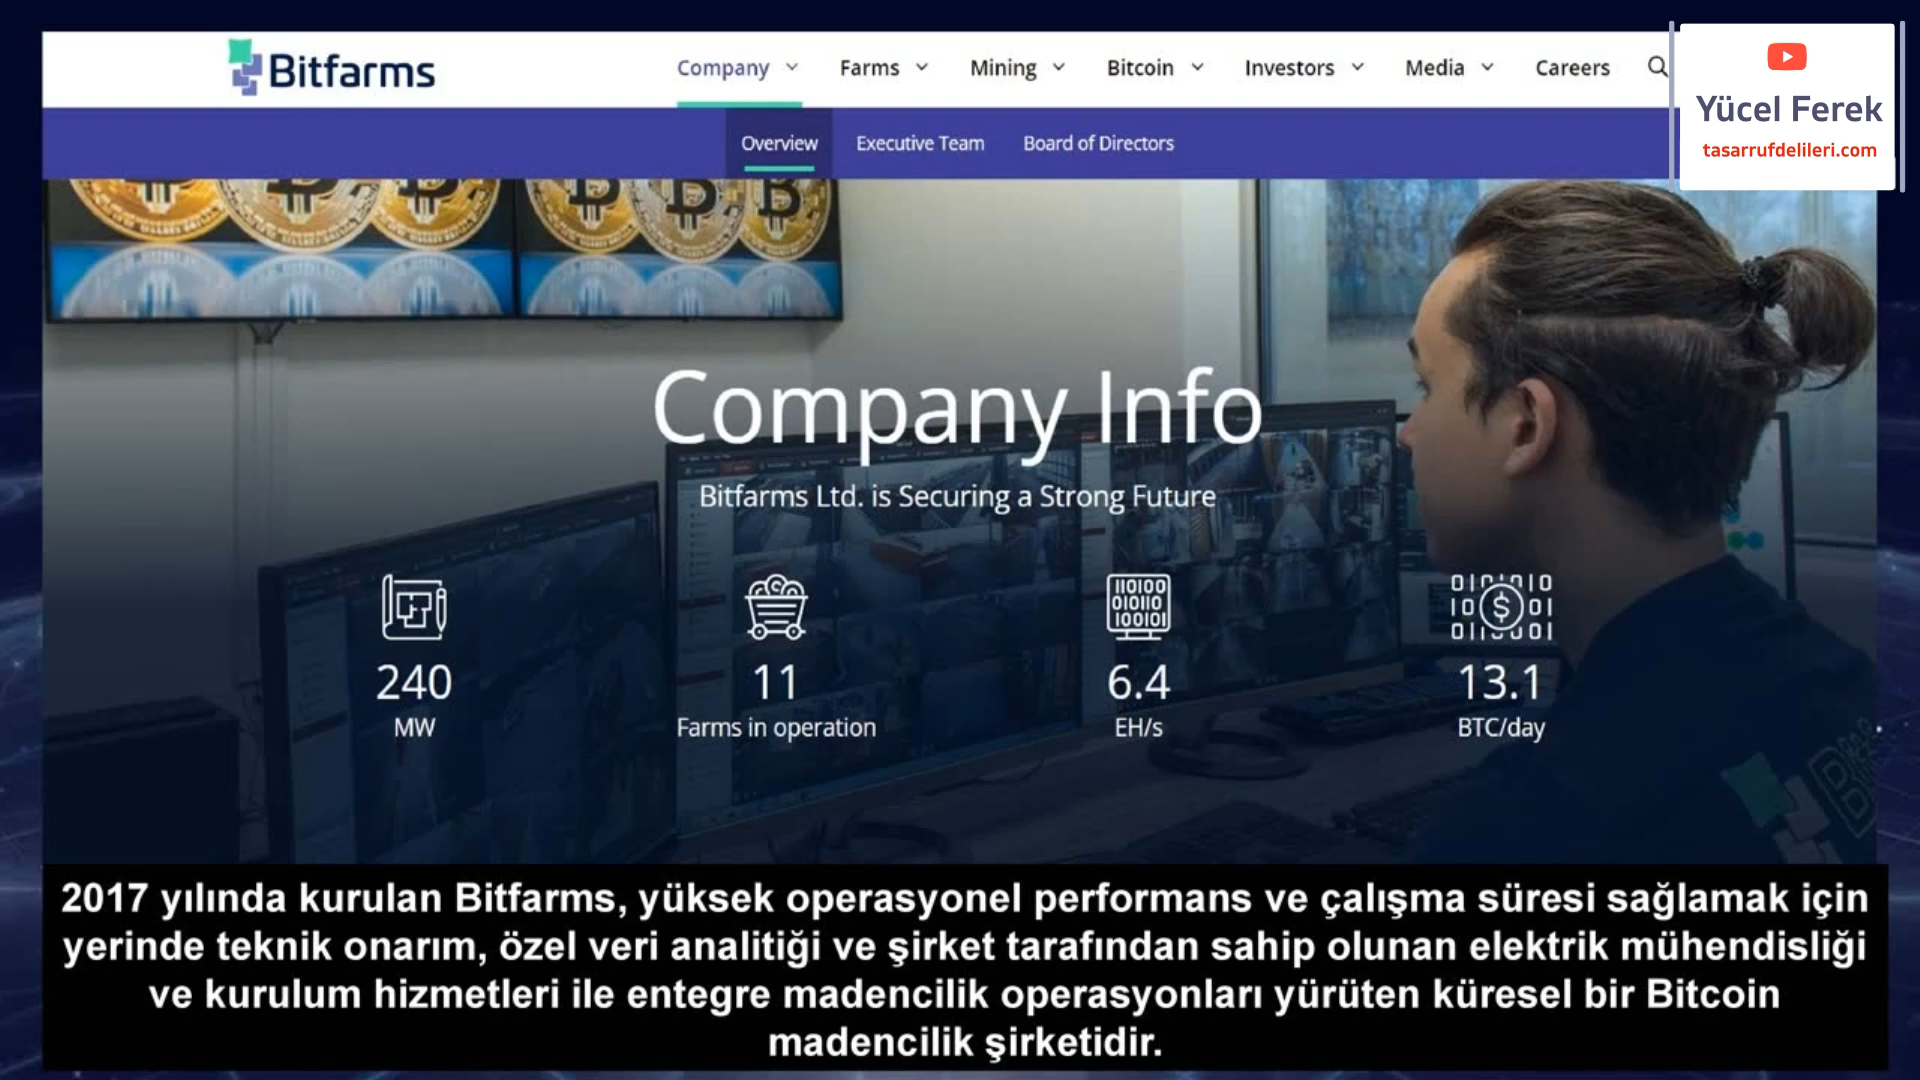 Bitfarms
Company Farms Mining Bitcoin Investors Media Careers
Yücel Ferek
tasarrufdelileri.com
Overview Executive Team Board of Directors
Company Info
Bitfarms Ltd. is Securing a Strong Future
240 11 6.4 13.1
MW Farms in operation EH/s BTC/day
2017 yılında kurulan Bitfarms, yüksek operasyonel performans ve çalışma süresi sağlamak için
yerinde teknik onarım, özel veri analitiği ve şirket tarafından sahip olunan elektrik mühendisliği
ve kurulum hizmetleri ile entegre madencilik operasyonları yürüten küresel bir Bitcoin
madencilik şirketidir.